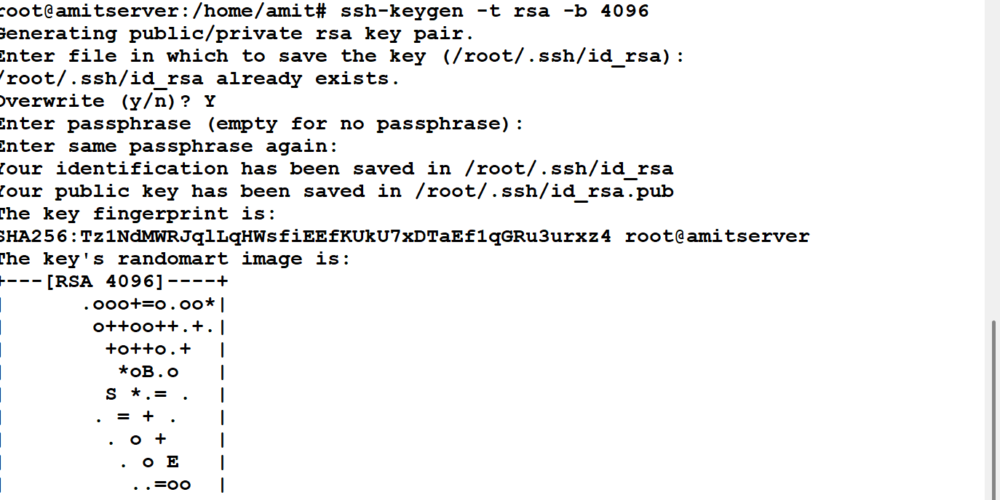 root@amitserver:/home/amit# ssh-keygen -t rsa -b 4096
Generating public/private rsa key pair.
Enter file in which to save the key (/root/.ssh/id_rsa):
/root/.ssh/id_rsa already exists.
Overwrite (y/n)? Y
Enter passphrase (empty for no passphrase):
Enter same passphrase again:
Your identification has been saved in /root/.ssh/id_rsa
Your public key has been saved in /root/.ssh/id_rsa.pub
The key fingerprint is:
SHA256:Tz1NdMWRJqlLqHWsfiEEfKUkU7xDTaEf1qGRu3urxz4 root@amitserver
The key's randomart image is:
+---[RSA 4096]----+
|      .ooo+=o.oo*|
|       o++oo++.+.|
|        +o++o.+  |
|         *oB.o   |
|        S *.= .  |
|       . = + .   |
|        . o +    |
|         . o E   |
|          ..=oo  |